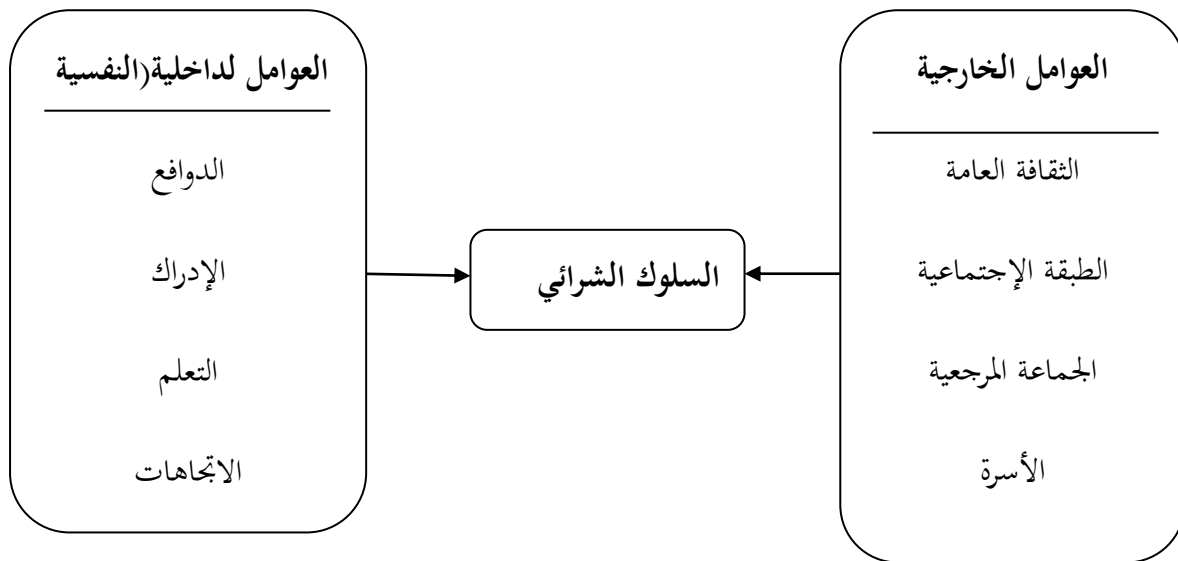 العوامل الخارجية
الثقافة العامة
الطبقة الإجتماعية
الجماعة المرجعية
الأسرة
السلوك الشرائي
العوامل لداخلية(النفسية
الدوافع
الإدراك
التعلم
الاتجاهات